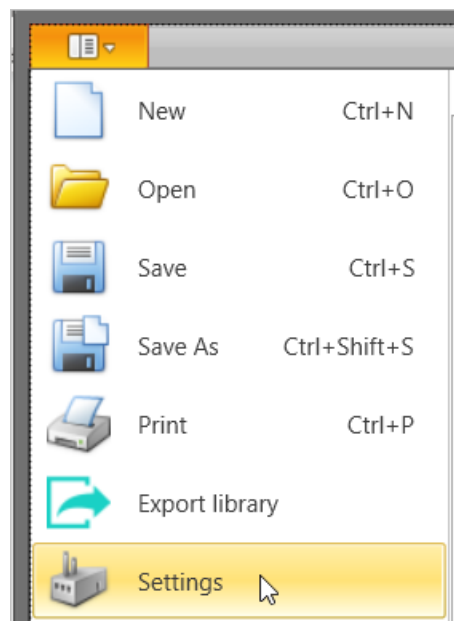 New Ctrl+N
Open Ctrl+O
Save Ctrl+S
Save As Ctrl+Shift+S
Print Ctrl+P
Export library
Settings